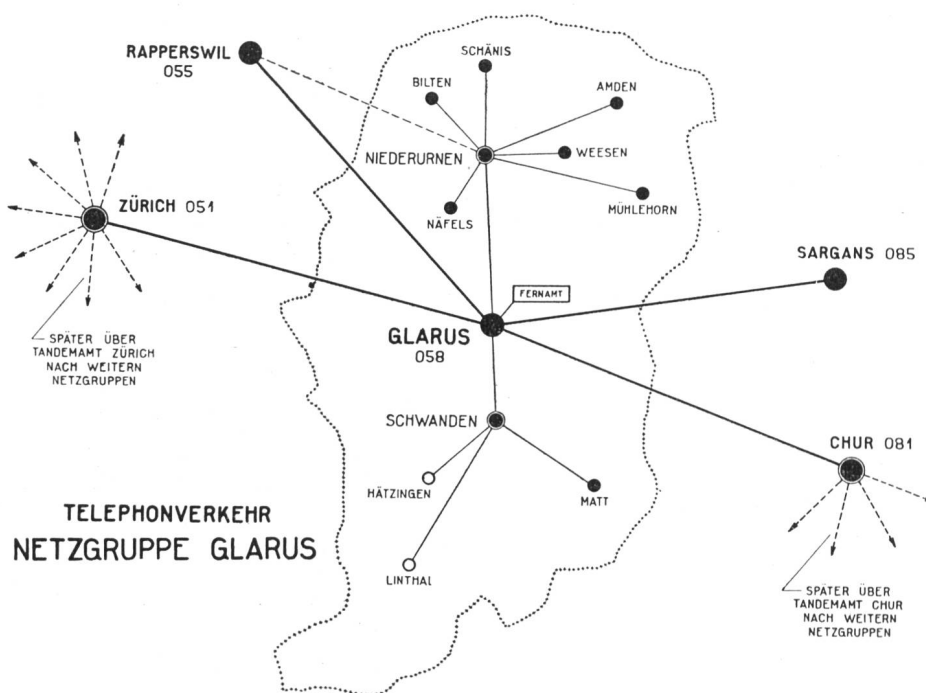 SCHÄNIS
RAPPERSWIL
055
BILTEN
AMDEN
NIEDERURNEN
WEESEN
ZÜRICH 051
NÄFELS
MÜHLEHORN
SARGANS 085
FERNAMT
GLARUS
058
SPÄTER ÜBER
TANDEMAMT ZÜRICH
NACH WEITERN
NETZGRUPPEN
SCHWANDEN
CHUR 081
HÄTZINGEN
MATT
TELEPHONVERKEHR
NETZGRUPPE GLARUS
LINTHAL
SPÄTER ÜBER
TANDEMAMT CHUR
NACH WEITERN
NETZGRUPPEN